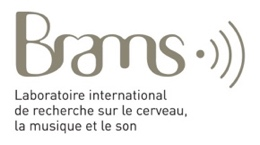 Brams
Laboratoire international
de recherche sur le cerveau,
la musique et le son